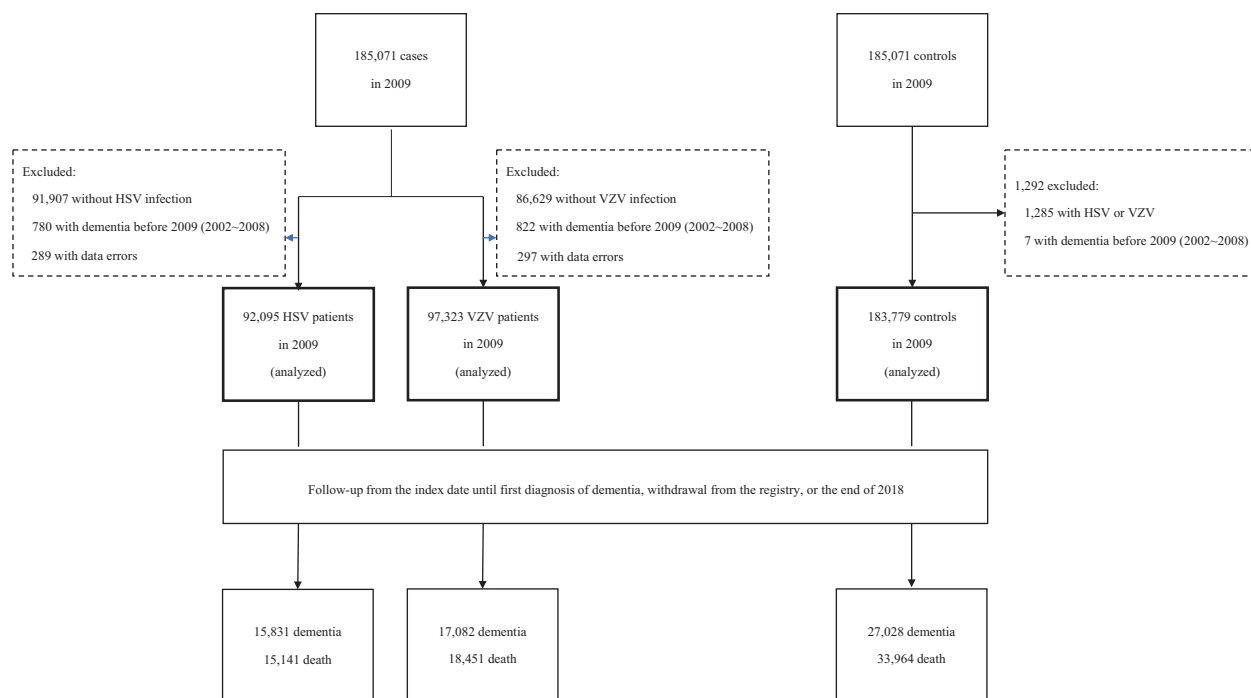 185,071 cases
in 2009
185,071 controls
in 2009
Excluded:
91,907 without HSV infection
780 with dementia before 2009 (2002~2008)
289 with data errors
Excluded:
86,629 without VZV infection
822 with dementia before 2009 (2002~2008)
297 with data errors
1,292 excluded:
1,285 with HSV or VZV
7 with dementia before 2009 (2002~2008)
92,095 HSV patients
in 2009
(analyzed)
97,323 VZV patients
in 2009
(analyzed)
183,779 controls
in 2009
(analyzed)
Follow-up from the index date until first diagnosis of dementia, withdrawal from the registry, or the end of 2018
15,831 dementia
15,141 death
17,082 dementia
18,451 death
27,028 dementia
33,964 death